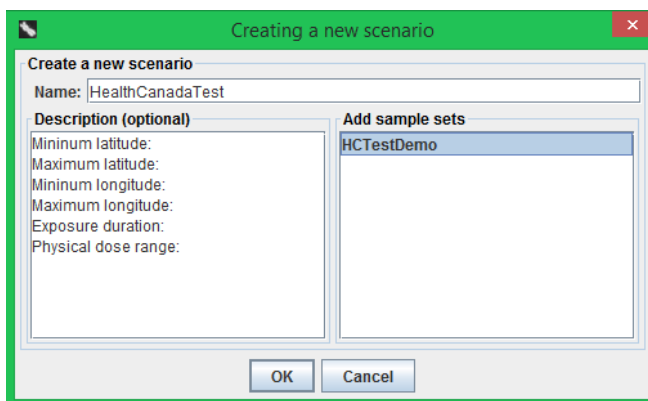 Creating a new scenario
Create a new scenario
Name: HealthCanadaTest
Description (optional)
Mininum latitude:
Maximum latitude:
Mininum longitude:
Maximum longitude:
Exposure duration:
Physical dose range:
Add sample sets
HCTestDemo
OK
Cancel